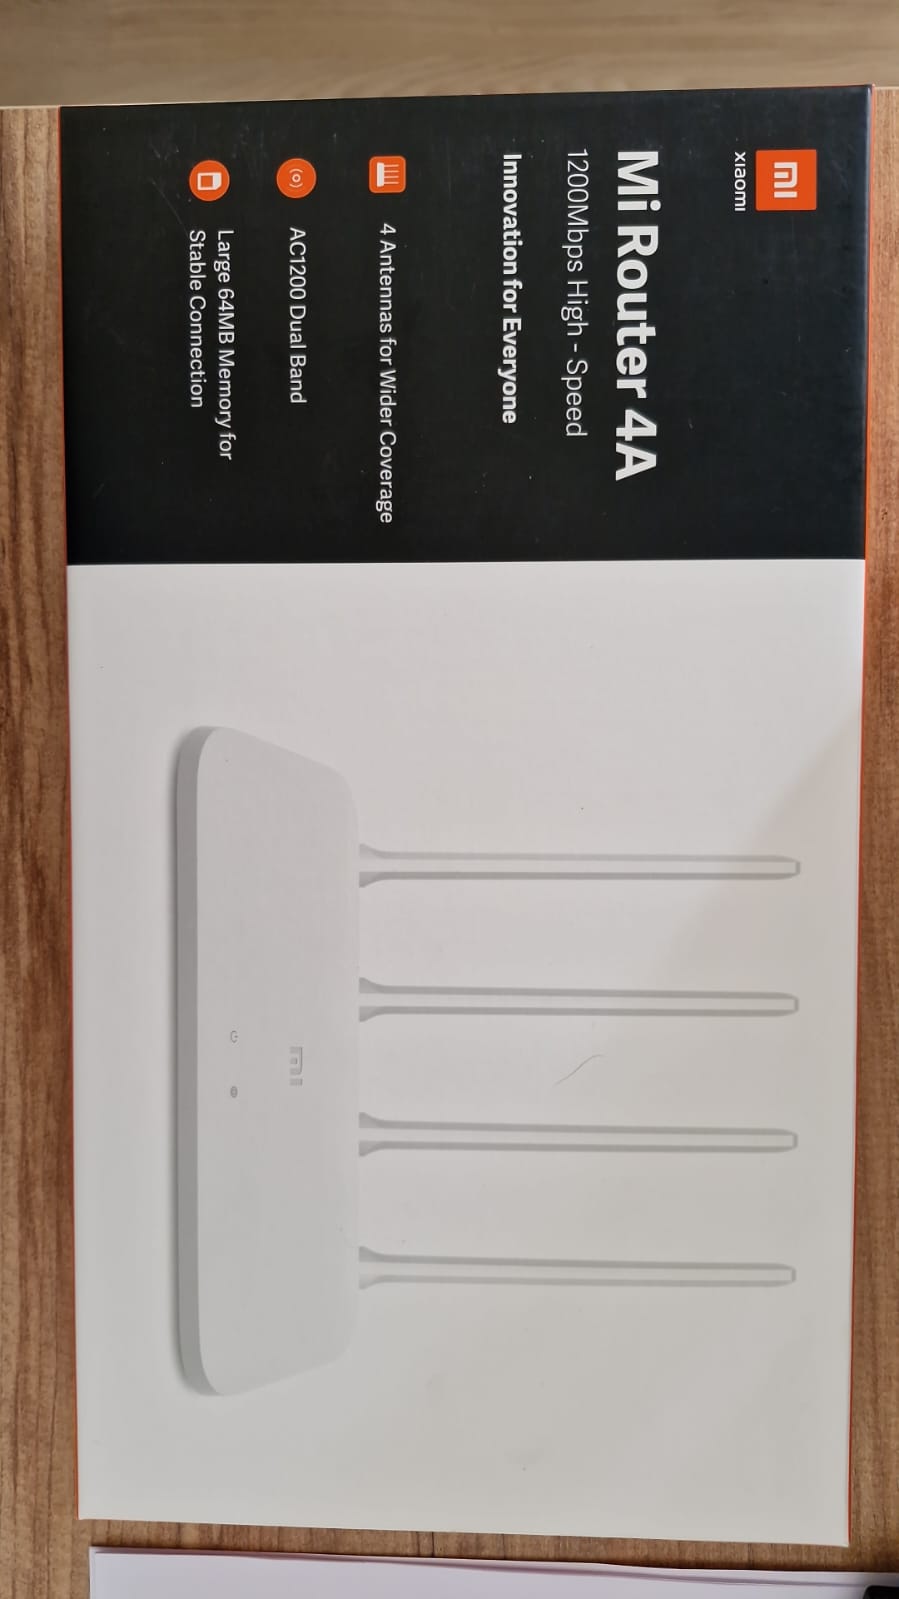 mi
xiaomi
Mi Router 4A
1200Mbps High - Speed
Innovation for Everyone
4 Antennas for Wider Coverage
AC1200 Dual Band
Large 64MB Memory for
Stable Connection
mi